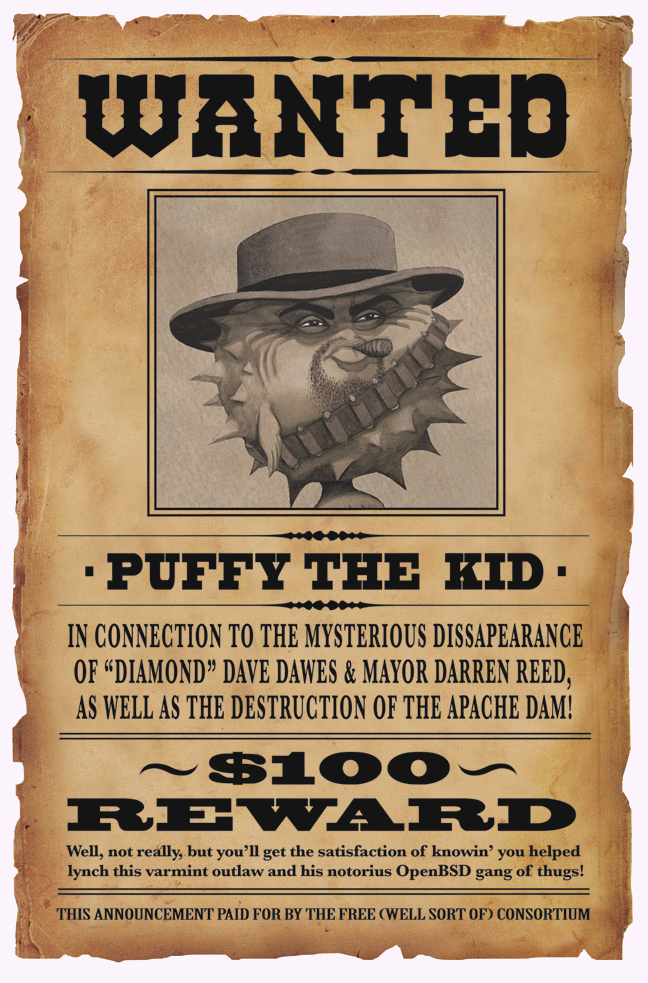 WANTED
· PUFFY THE KID ·
IN CONNECTION TO THE MYSTERIOUS DISSAPEARANCE
OF “DIAMOND” DAVE DAWES & MAYOR DARREN REED,
AS WELL AS THE DESTRUCTION OF THE APACHE DAM!
~$100~
REWARD
Well, not really, but you’ll get the satisfaction of knowin’ you helped
lynch this varmint outlaw and his notorius OpenBSD gang of thugs!
THIS ANNOUNCEMENT PAID FOR BY THE FREE (WELL SORT OF) CONSORTIUM